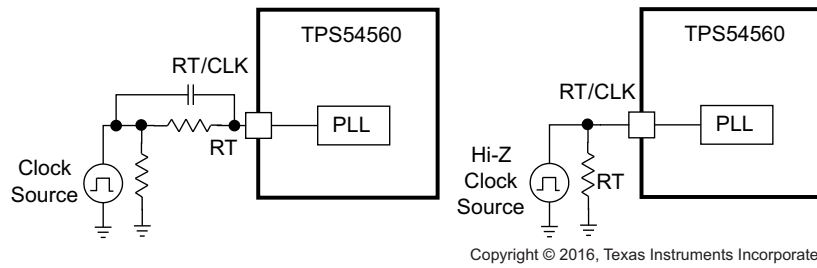 TPS54560
RT/CLK
PLL
RT
Clock
Source
TPS54560
RT/CLK
PLL
Hi-Z
Clock
Source
RT
Copyright © 2016, Texas Instruments Incorporate